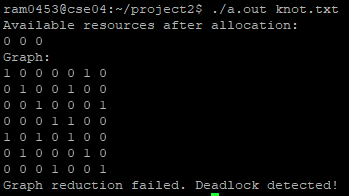 ram0453@cse04:~/project2$ ./a.out knot.txt
Available resources after allocation:
0 0 0
Graph:
1 0 0 0 0 1 0
0 1 0 0 1 0 0
0 0 1 0 0 0 1
0 0 0 1 1 0 0
1 0 1 0 1 0 0
0 1 0 0 0 1 0
0 0 0 1 0 0 1
Graph reduction failed. Deadlock detected!